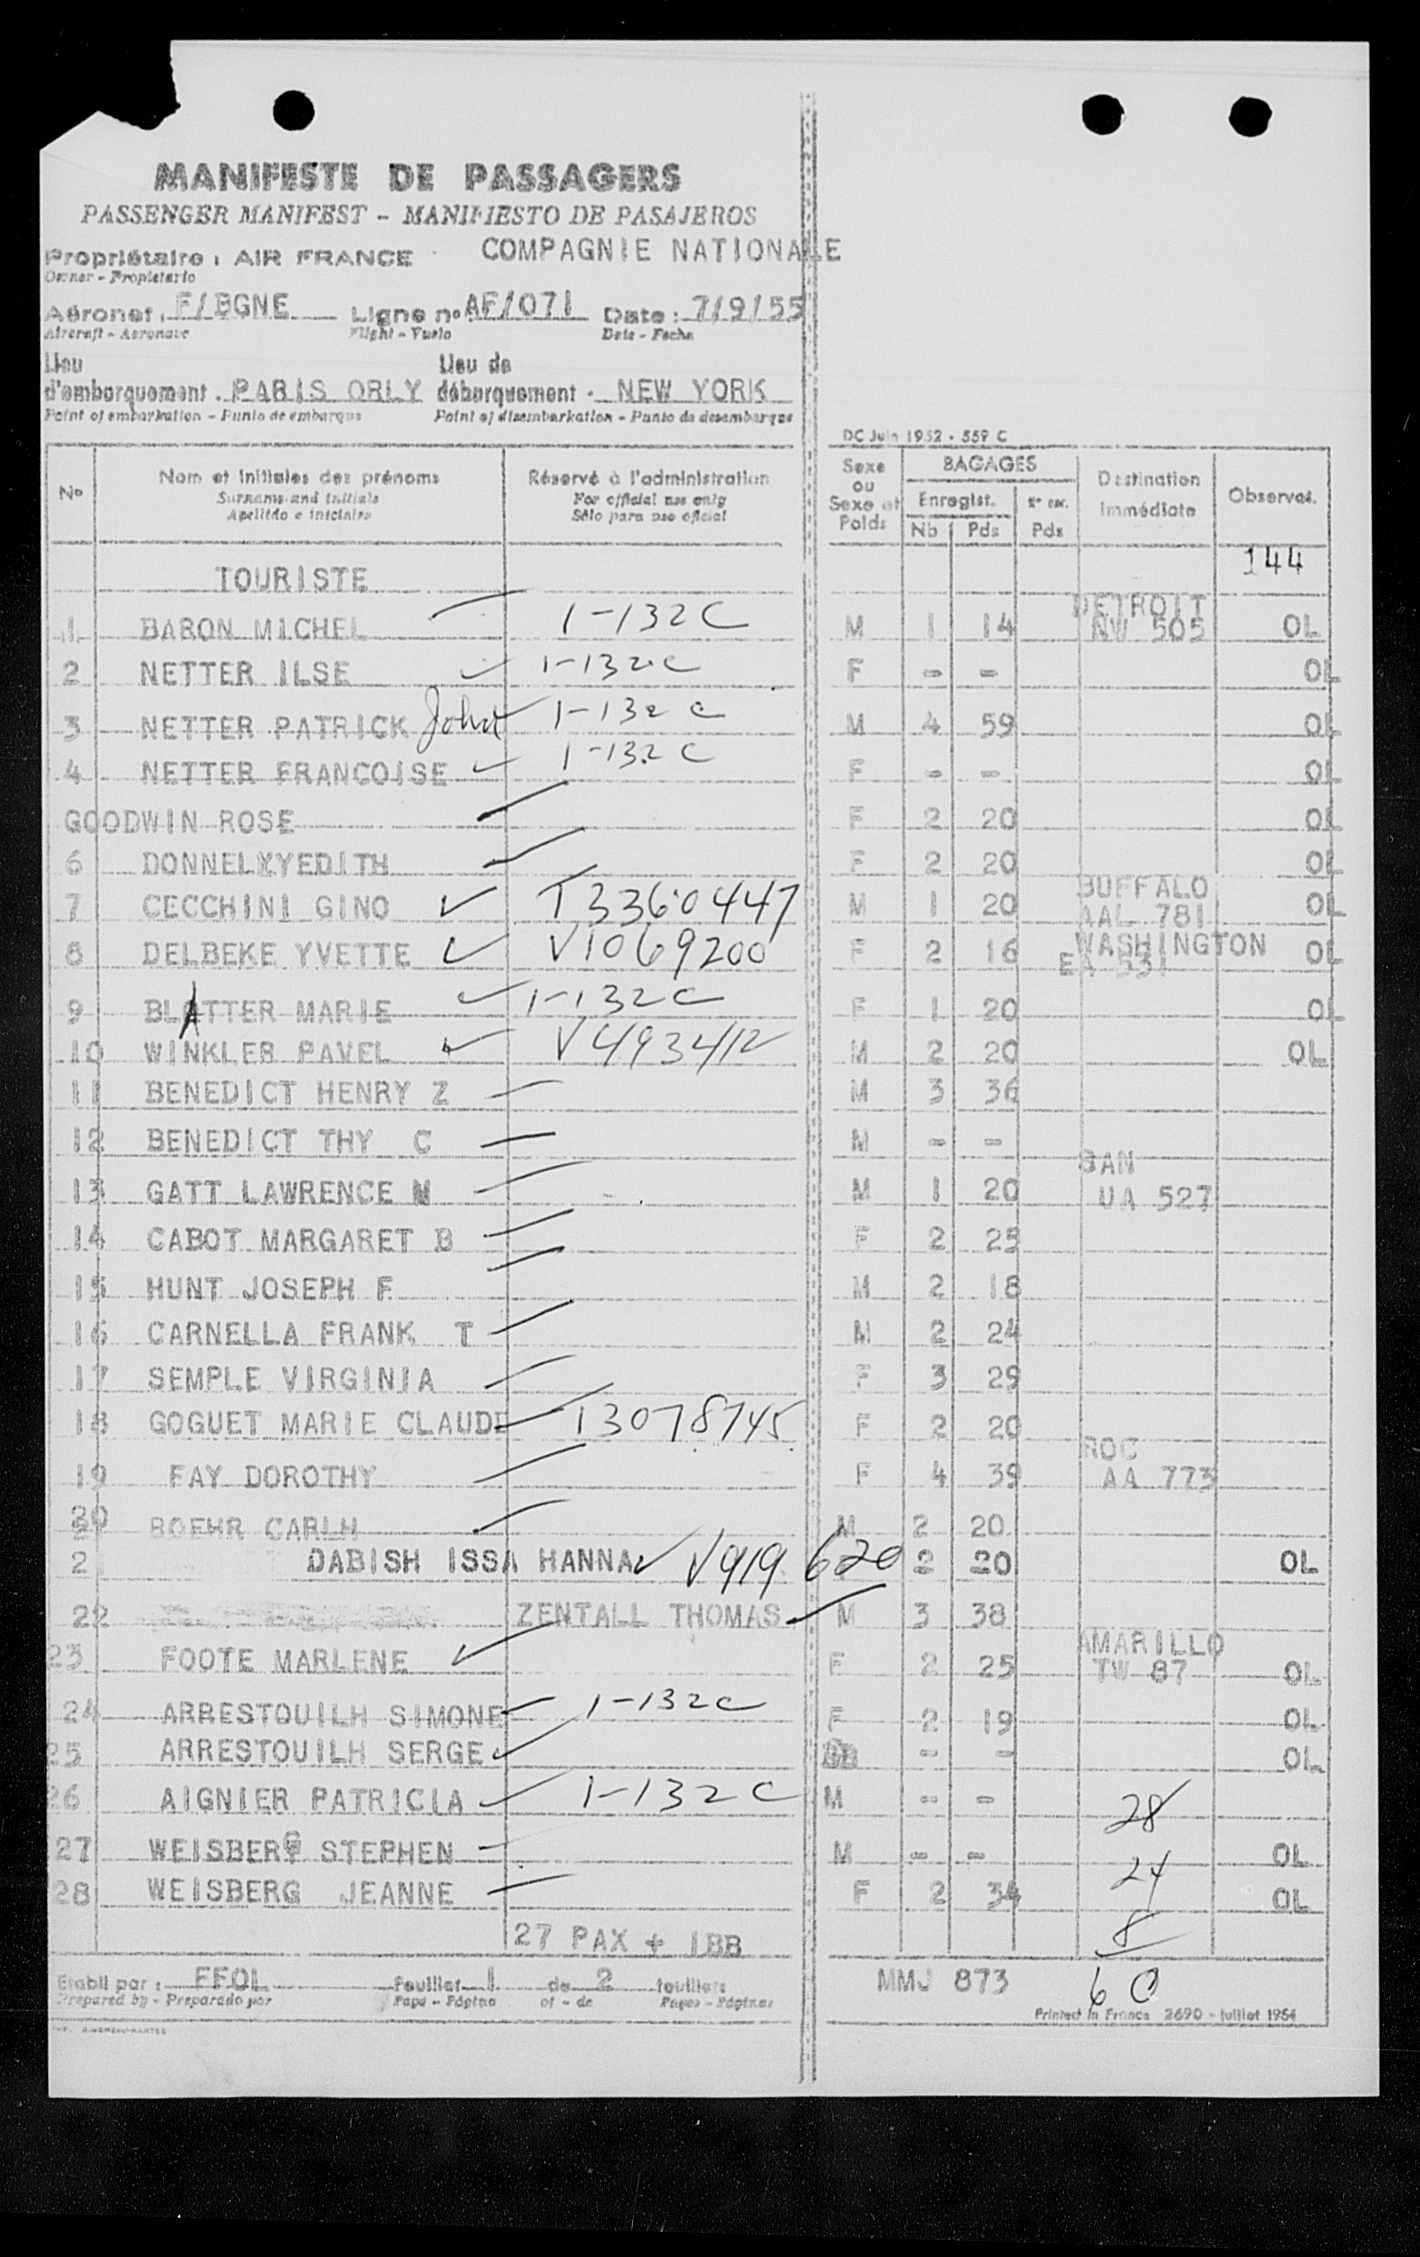 MANIFESTE DE PASSAGERS
PASSENGER MANIFEST - MANIFIESTO DE PASAJEROS
Propriétaire : AIR FRANCE COMPAGNIE NATIONALE
Owner - Propietario
Aéronef : F/BGNE Ligne no AF/071 Date : 7/9/55
Aircraft - Aeronave Flight - Vuelo Date - Fecha
Lieu Lieu de
d'embarquement . PARIS ORLY débarquement . NEW YORK
Point of embarkation - Punto de embarque Point of disembarkation - Punto de desembarque
DC Juin 1952 - 559 C
No Nom et initiales des prénoms Réservé à l'administration Sexe ou Sexe et Poids BAGAGES Destination immédiate Observat.
Surname and initials For official use only Enregist.
Apellido e iniciales Sólo para uso oficial Nb Pds Pds
144
TOURISTE
DETROIT
1 BARON MICHEL 1-132C M 1 14 NW 505 OL
2 NETTER ILSE 1-132C F - - OL
3 NETTER PATRICK John 1-132C M 4 59 OL
4 NETTER FRANCOISE 1-132C F - - OL
GOODWIN ROSE F 2 20 OL
6 DONNELXYEDITH F 2 20 OL
BUFFALO
7 CECCHINI GINO T3360447 M 1 20 AAL 781 OL
WASHINGTON
8 DELBEKE YVETTE V1069200 F 2 16 EA OL
9 BLATTER MARIE 1-132C F 1 20 OL
10 WINKLER PAVEL V493412 M 2 20 OL
11 BENEDICT HENRY Z M 3 36
12 BENEDICT THY C M - -
SAN
13 GATT LAWRENCE M M 1 20 UA 527
14 CABOT MARGARET B F 2 25
15 HUNT JOSEPH F M 2 18
16 CARNELLA FRANK T M 2 24
17 SEMPLE VIRGINIA F 3 29
18 GOGUET MARIE CLAUDE T3078745 F 2 20
ROC
19 FAY DOROTHY F 4 39 AA 773
20 BOEHR CARLH M 2 20
2 DABISH ISSA HANNA V919 620 2 20 OL
22 ZENTALL THOMAS M 3 38
AMARILLO
23 FOOTE MARLENE F 2 25 TW 87 OL
24 ARRESTOUILH SIMONE 1-132C F 2 19 OL
25 ARRESTOUILH SERGE BB - - OL
26 AIGNIER PATRICIA 1-132C M - - 28
27 WEISBERG STEPHEN M - - OL
24
28 WEISBERG JEANNE F 2 34 OL
27 PAX + 1BB 8
Etabli par : FFOL Feuillet 1 de 2 feuillets MMJ 873 60
Prepared by - Preparado por Page - Página of - de Pages - Páginas Printed in France 2690 - Juillet 1954